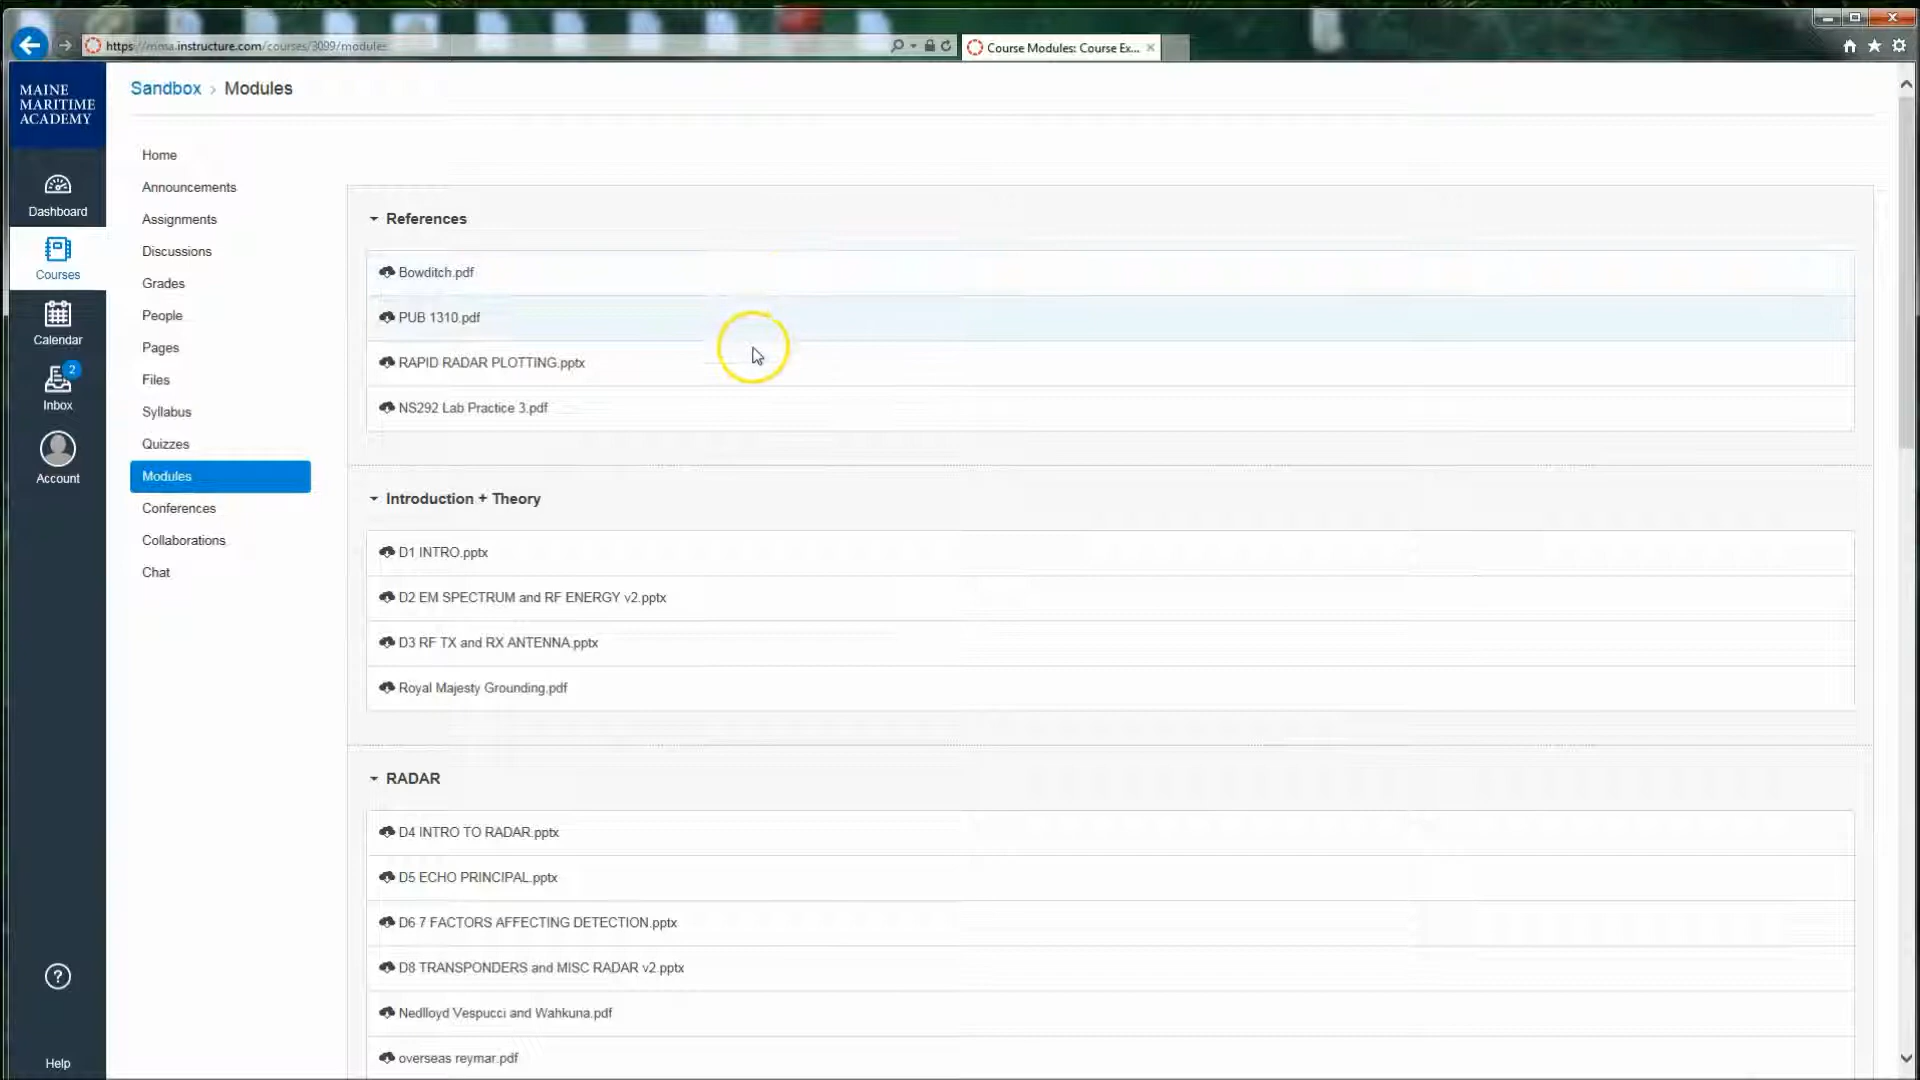 https://mma.instructure.com/courses/3099/modules
Course Modules: Course Ex...
MAINE
MARITIME
ACADEMY
Sandbox › Modules
Dashboard
Courses
Calendar
2
Inbox
Account
Help
Home
Announcements
Assignments
Discussions
Grades
People
Pages
Files
Syllabus
Quizzes
Modules
Conferences
Collaborations
Chat
References
Bowditch.pdf
PUB 1310.pdf
RAPID RADAR PLOTTING.pptx
NS292 Lab Practice 3.pdf
Introduction + Theory
D1 INTRO.pptx
D2 EM SPECTRUM and RF ENERGY v2.pptx
D3 RF TX and RX ANTENNA.pptx
Royal Majesty Grounding.pdf
RADAR
D4 INTRO TO RADAR.pptx
D5 ECHO PRINCIPAL.pptx
D6 7 FACTORS AFFECTING DETECTION.pptx
D8 TRANSPONDERS and MISC RADAR v2.pptx
Nedlloyd Vespucci and Wahkuna.pdf
overseas reymar.pdf